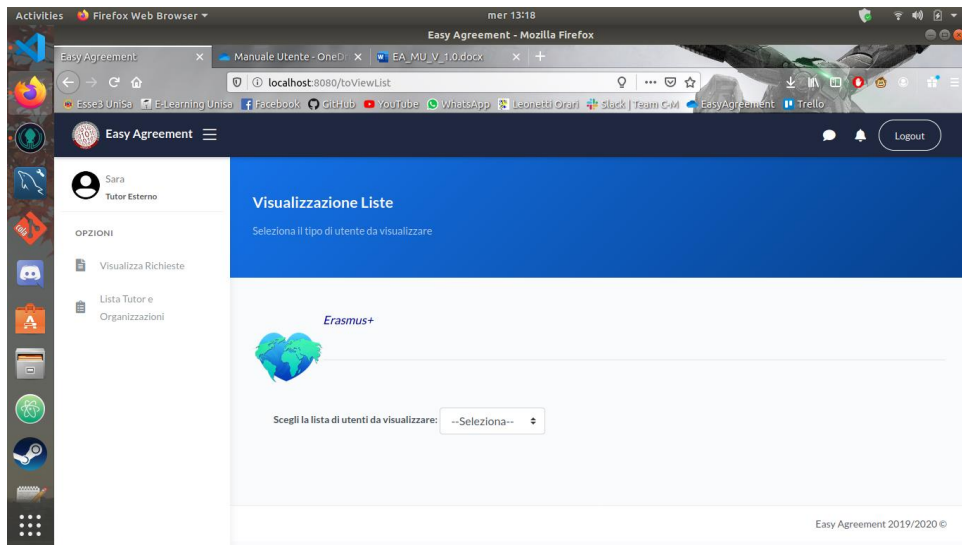 Activities Firefox Web Browser mer 13:18
Easy Agreement - Mozilla Firefox
Easy Agreement Manuale Utente - OneDr EA_MU_V_1.0.docx
localhost:8080/toViewList
Esse3 UniSa E-Learning Unisa Facebook GitHub YouTube WhatsApp Leonetti Orari Slack | Team C-M EasyAgreement Trello
Easy Agreement Logout
Sara
Tutor Esterno
OPZIONI
Visualizza Richieste
Lista Tutor e
Organizzazioni
Visualizzazione Liste
Seleziona il tipo di utente da visualizzare
Erasmus+
Scegli la lista di utenti da visualizzare: --Seleziona--
Easy Agreement 2019/2020 ©